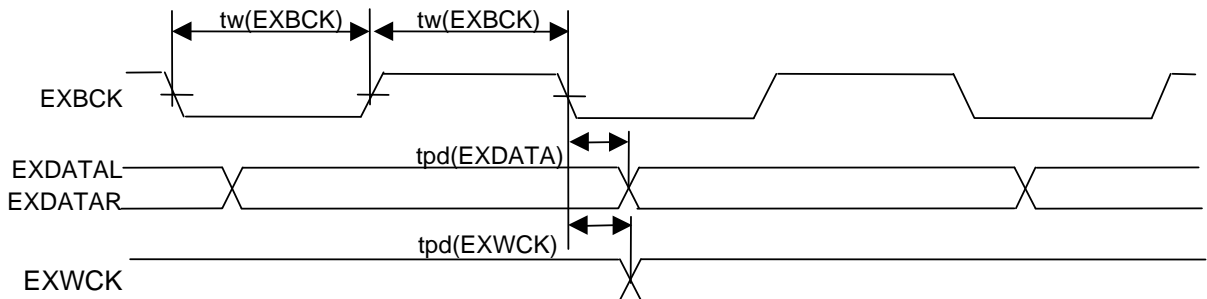 tw(EXBCK) tw(EXBCK)
EXBCK
tpd(EXDATA)
EXDATAL
EXDATAR
tpd(EXWCK)
EXWCK